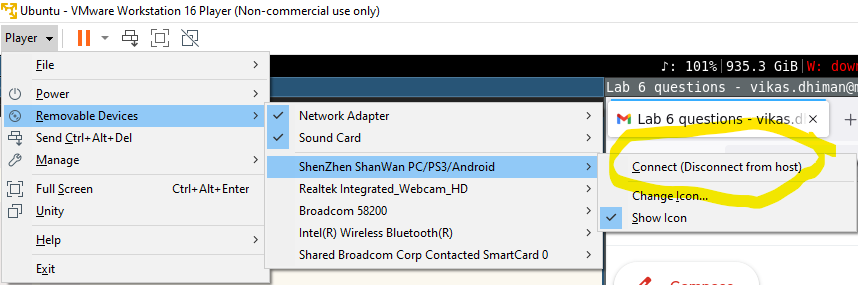 Ubuntu - VMware Workstation 16 Player (Non-commercial use only)
Player
♪: 101%|935.3 GiB|W: dow
Lab 6 questions - vikas.dhiman@m
Lab 6 questions - vikas.d
File
Power
Removable Devices
Send Ctrl+Alt+Del
Manage
Full Screen Ctrl+Alt+Enter
Unity
Help
Exit
Network Adapter
Sound Card
ShenZhen ShanWan PC/PS3/Android
Realtek Integrated_Webcam_HD
Broadcom 58200
Intel(R) Wireless Bluetooth(R)
Shared Broadcom Corp Contacted SmartCard 0
Connect (Disconnect from host)
Change Icon...
Show Icon